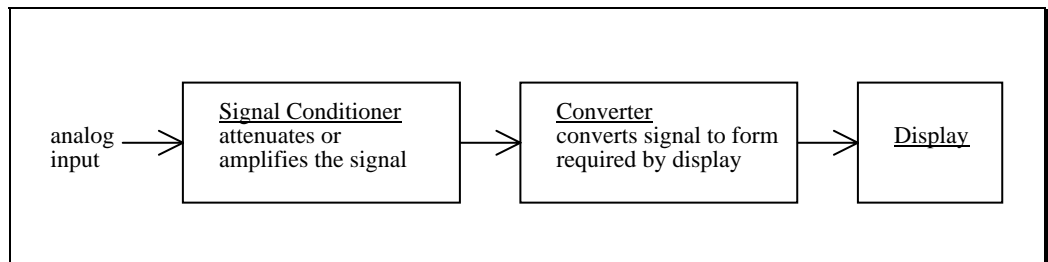 analog
input
Signal Conditioner
attenuates or
amplifies the signal
Converter
converts signal to form
required by display
Display